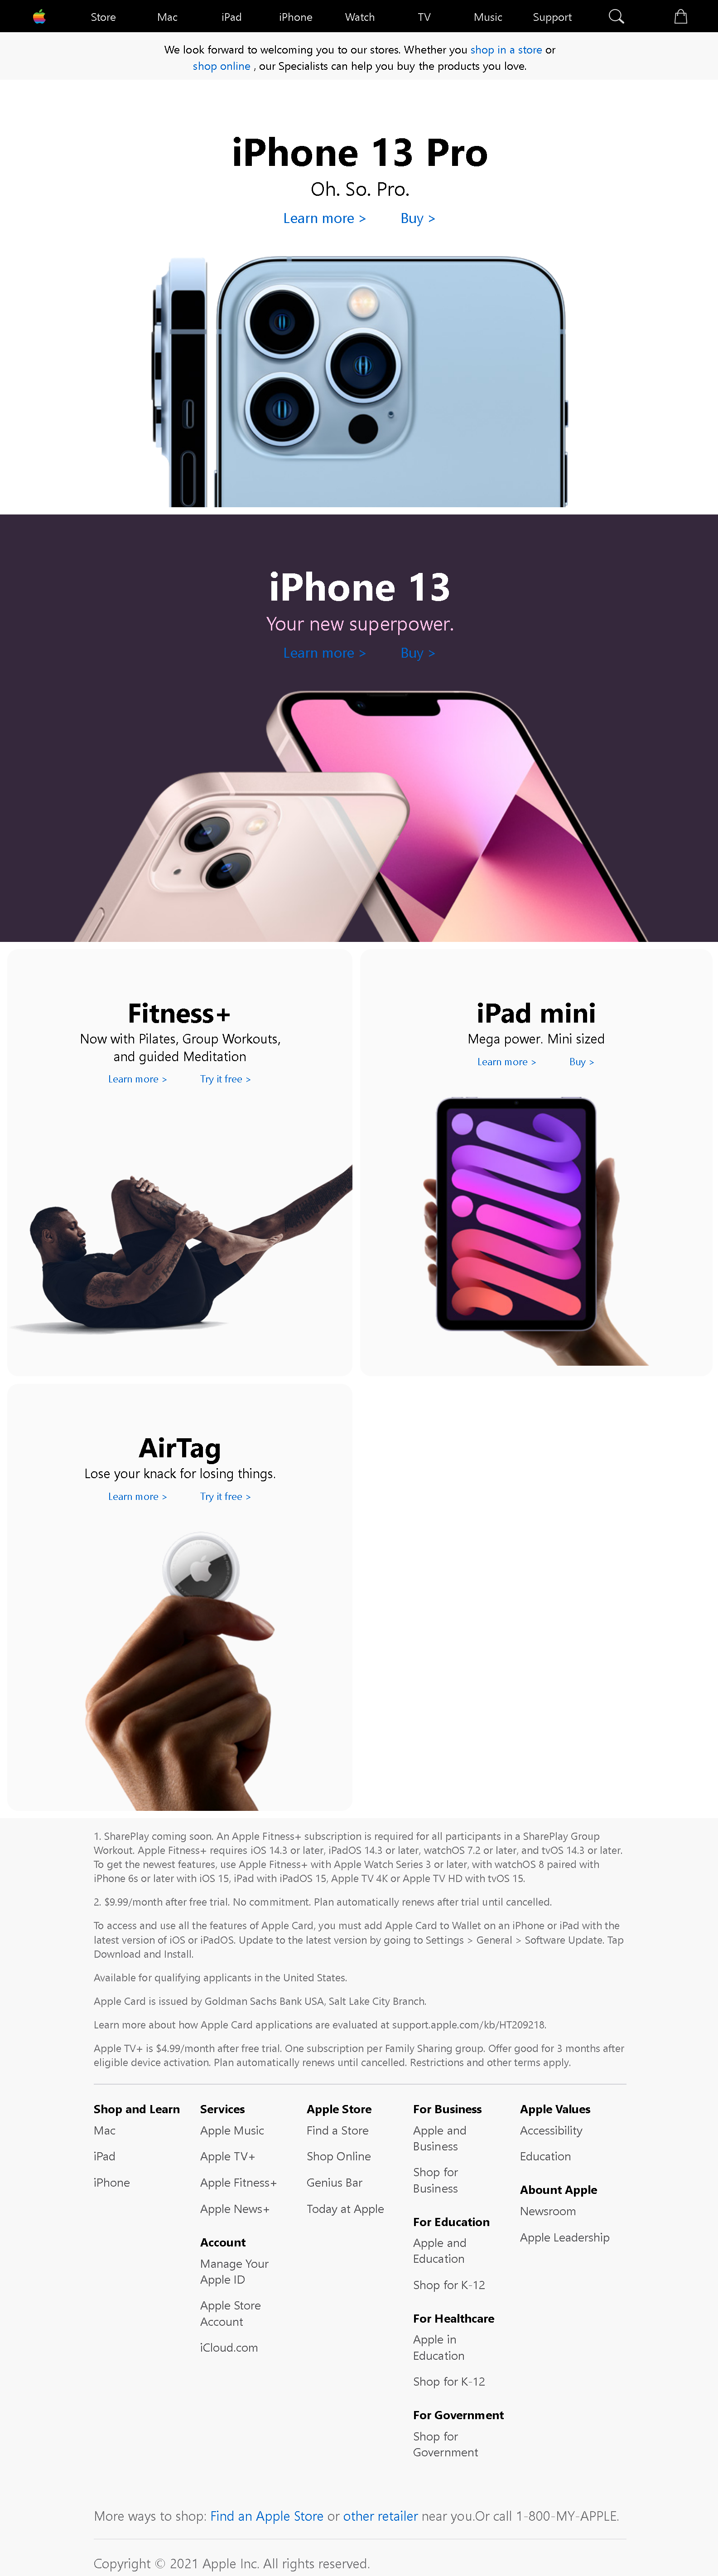 Store Mac iPad iPhone Watch TV Music Support
We look forward to welcoming you to our stores. Whether you shop in a store or
shop online , our Specialists can help you buy the products you love.
iPhone 13 Pro
Oh. So. Pro.
Learn more > Buy >
iPhone 13
Your new superpower.
Learn more > Buy >
Fitness+
Now with Pilates, Group Workouts,
and guided Meditation
Learn more > Try it free >
iPad mini
Mega power. Mini sized
Learn more > Buy >
AirTag
Lose your knack for losing things.
Learn more > Try it free >
1. SharePlay coming soon. An Apple Fitness+ subscription is required for all participants in a SharePlay Group
Workout. Apple Fitness+ requires iOS 14.3 or later, iPadOS 14.3 or later, watchOS 7.2 or later, and tvOS 14.3 or later.
To get the newest features, use Apple Fitness+ with Apple Watch Series 3 or later, with watchOS 8 paired with
iPhone 6s or later with iOS 15, iPad with iPadOS 15, Apple TV 4K or Apple TV HD with tvOS 15.
2. $9.99/month after free trial. No commitment. Plan automatically renews after trial until cancelled.
To access and use all the features of Apple Card, you must add Apple Card to Wallet on an iPhone or iPad with the
latest version of iOS or iPadOS. Update to the latest version by going to Settings > General > Software Update. Tap
Download and Install.
Available for qualifying applicants in the United States.
Apple Card is issued by Goldman Sachs Bank USA, Salt Lake City Branch.
Learn more about how Apple Card applications are evaluated at support.apple.com/kb/HT209218.
Apple TV+ is $4.99/month after free trial. One subscription per Family Sharing group. Offer good for 3 months after
eligible device activation. Plan automatically renews until cancelled. Restrictions and other terms apply.
Shop and Learn
Mac
iPad
iPhone
Services
Apple Music
Apple TV+
Apple Fitness+
Apple News+
Account
Manage Your
Apple ID
Apple Store
Account
iCloud.com
Apple Store
Find a Store
Shop Online
Genius Bar
Today at Apple
For Business
Apple and
Business
Shop for
Business
For Education
Apple and
Education
Shop for K-12
For Healthcare
Apple in
Education
Shop for K-12
For Government
Shop for
Government
Apple Values
Accessibility
Education
Abount Apple
Newsroom
Apple Leadership
More ways to shop: Find an Apple Store or other retailer near you.Or call 1-800-MY-APPLE.
Copyright © 2021 Apple Inc. All rights reserved.